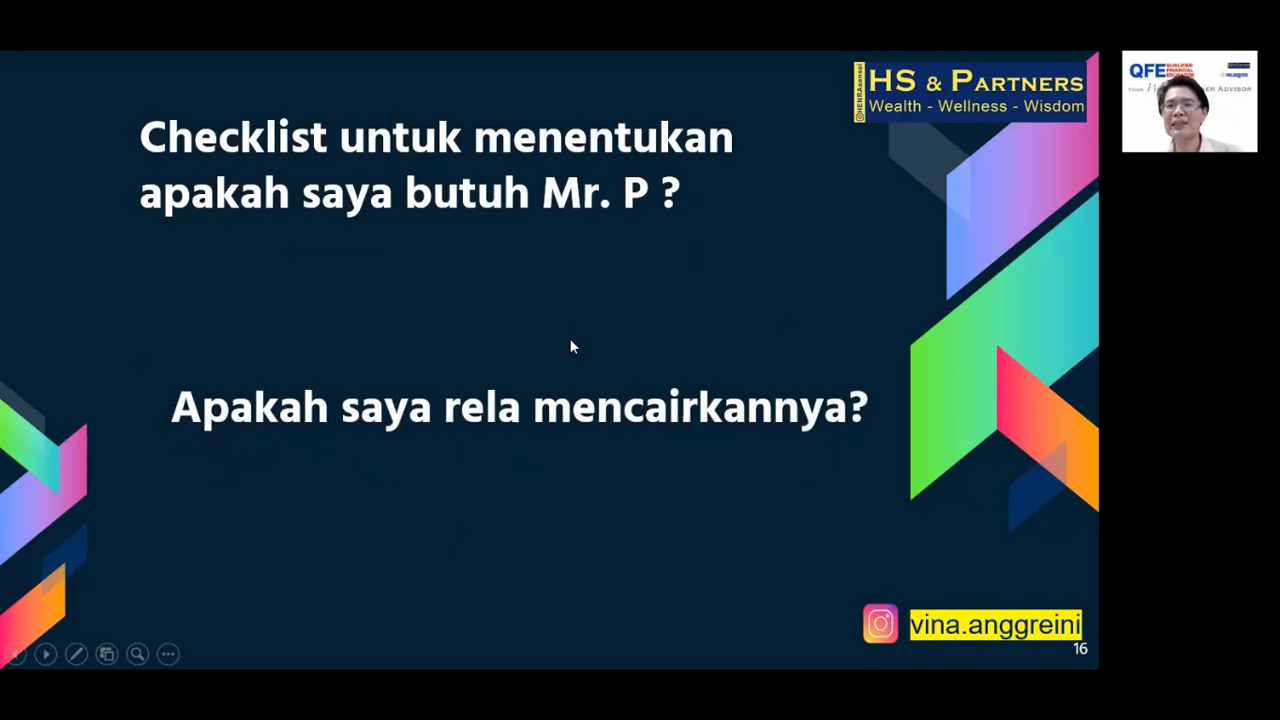 HS & PARTNERS
Wealth - Wellness - Wisdom
Checklist untuk menentukan
apakah saya butuh Mr. P ?
Apakah saya rela mencairkannya?
vina.anggreini
16
QFE
QUALIFIED
FINANCIAL
EDUCATOR